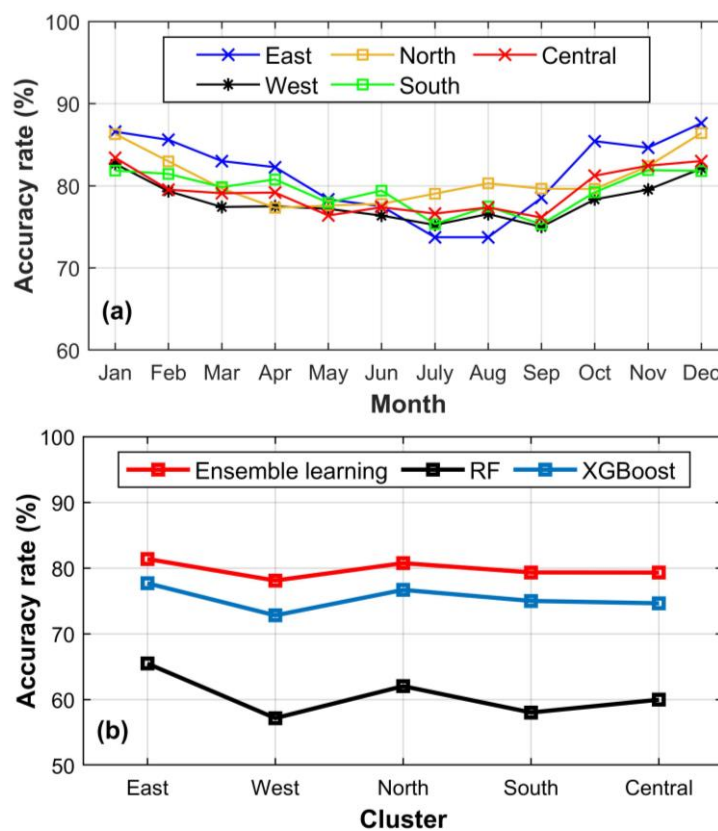 100
90
80
70
60
Accuracy rate (%)
East North Central
West South
(a)
Jan Feb Mar Apr May Jun July Aug Sep Oct Nov Dec
Month
100
90
80
70
60
50
Accuracy rate (%)
Ensemble learning RF XGBoost
(b)
East West North South Central
Cluster